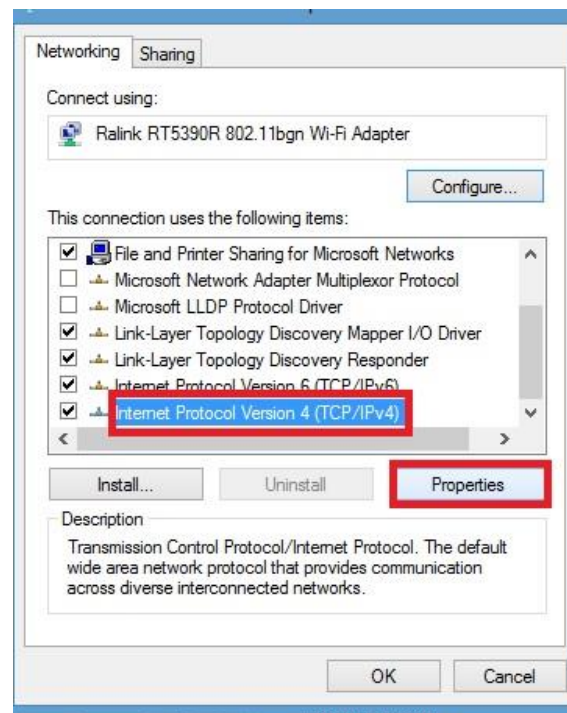 Networking
Sharing
Connect using:
Ralink RT5390R 802.11bgn Wi-Fi Adapter
Configure...
This connection uses the following items:
File and Printer Sharing for Microsoft Networks
Microsoft Network Adapter Multiplexor Protocol
Microsoft LLDP Protocol Driver
Link-Layer Topology Discovery Mapper I/O Driver
Link-Layer Topology Discovery Responder
Internet Protocol Version 6 (TCP/IPv6)
Internet Protocol Version 4 (TCP/IPv4)
Install...
Uninstall
Properties
Description
Transmission Control Protocol/Internet Protocol. The default
wide area network protocol that provides communication
across diverse interconnected networks.
OK
Cancel